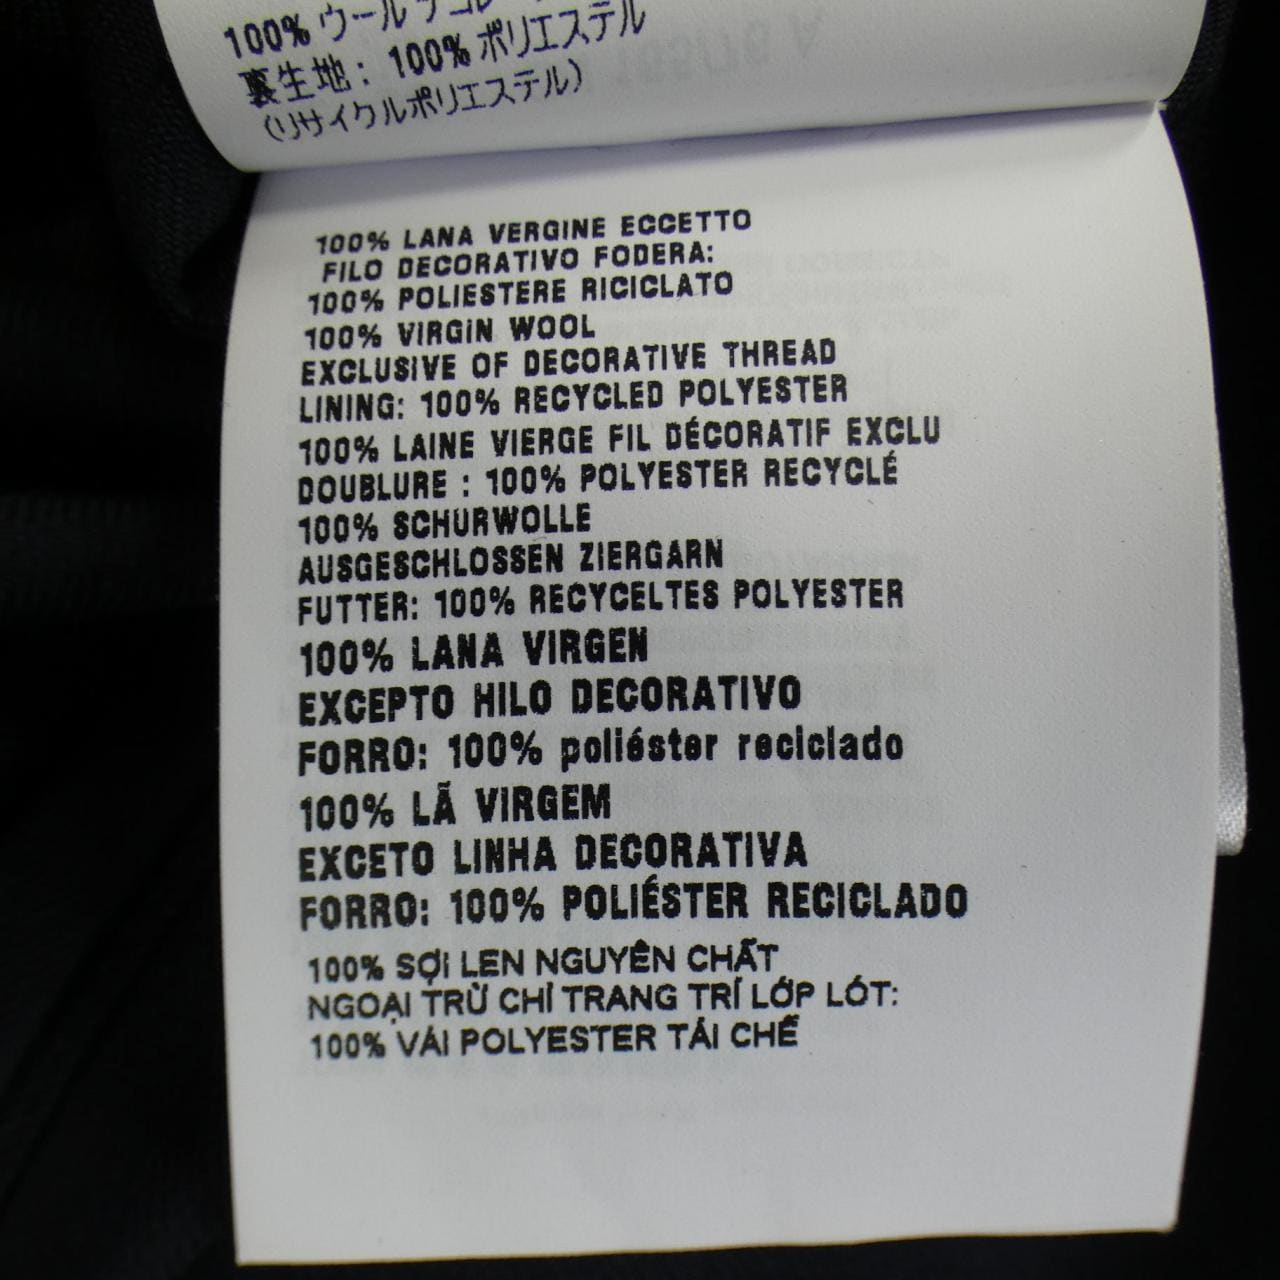 100% ウール デコレ
裏生地: 100% ポリエステル
(リサイクルポリエステル)
100% LANA VERGINE ECCETTO
FILO DECORATIVO FODERA:
100% POLIESTERE RICICLATO
100% VIRGIN WOOL
EXCLUSIVE OF DECORATIVE THREAD
LINING: 100% RECYCLED POLYESTER
100% LAINE VIERGE FIL DÉCORATIF EXCLU
DOUBLURE : 100% POLYESTER RECYCLÉ
100% SCHURWOLLE
AUSGESCHLOSSEN ZIERGARN
FUTTER: 100% RECYCELTES POLYESTER
100% LANA VIRGEN
EXCEPTO HILO DECORATIVO
FORRO: 100% poliéster reciclado
100% LÃ VIRGEM
EXCETO LINHA DECORATIVA
FORRO: 100% POLIÉSTER RECICLADO
100% SỢI LEN NGUYÊN CHẤT
NGOẠI TRỪ CHỈ TRANG TRÍ LỚP LÓT:
100% VẢI POLYESTER TÁI CHẾ